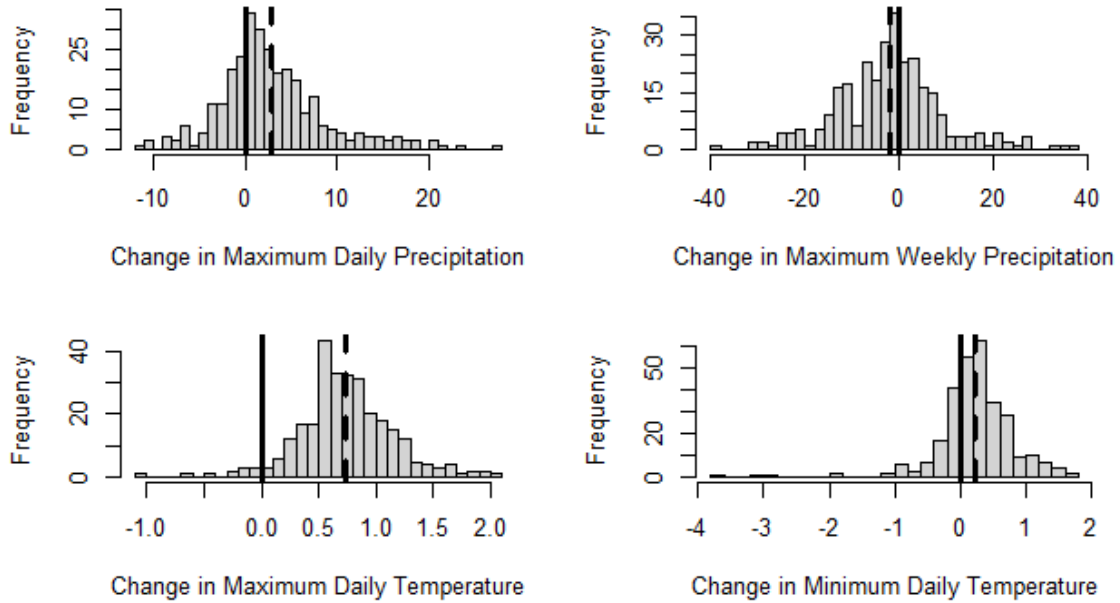 Frequency
0 10 25
-10 0 10 20
Change in Maximum Daily Precipitation
Frequency
0 15 30
-40 -20 0 20 40
Change in Maximum Weekly Precipitation
Frequency
0 20 40
-1.0 0.0 0.5 1.0 1.5 2.0
Change in Maximum Daily Temperature
Frequency
0 20 50
-4 -3 -2 -1 0 1 2
Change in Minimum Daily Temperature